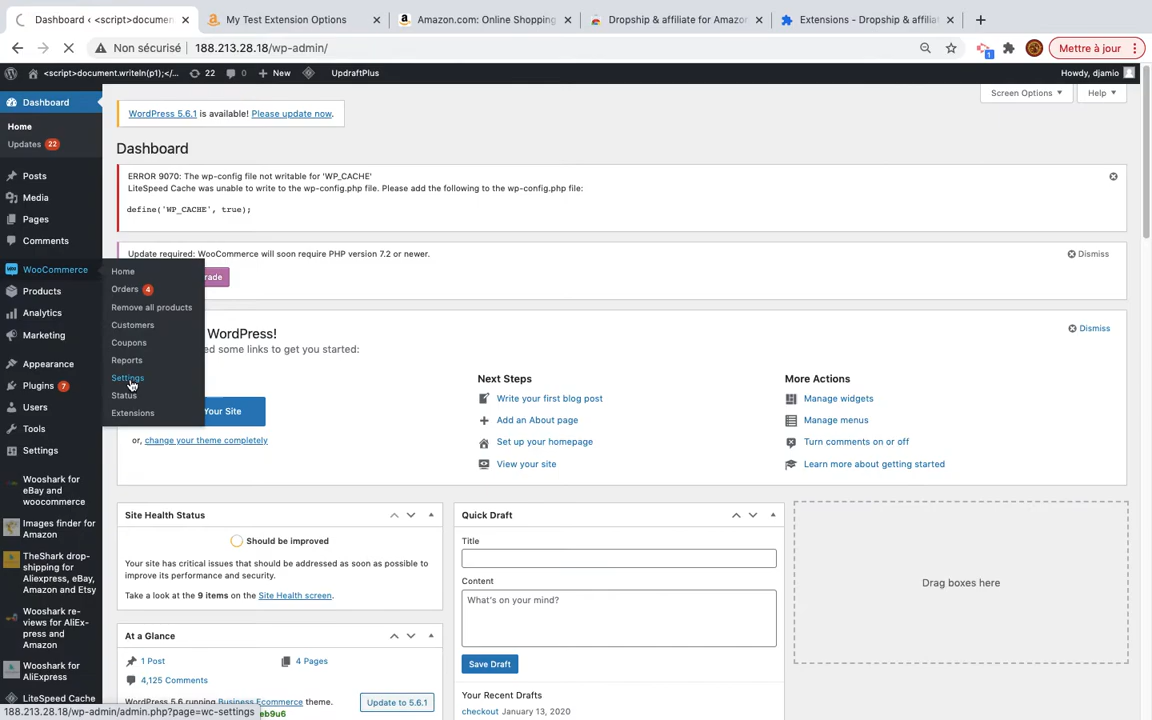 Dashboard ‹ <script>documen
My Test Extension Options
Amazon.com: Online Shopping
Dropship & affiliate for Amazon
Extensions - Dropship & affilia
Non sécurisé
188.213.28.18/wp-admin/
1
Mettre à jour
<script>document.writeln(p1);</...
22
0
New
UpdraftPlus
Howdy, djamio
Dashboard
Home
Updates 22
Posts
Media
Pages
Comments
WooCommerce
Products
Analytics
Marketing
Appearance
Plugins 7
Users
Tools
Settings
Wooshark for
eBay and
woocommerce
Images finder for
Amazon
TheShark drop-
shipping for
Aliexpress, eBay,
Amazon and Etsy
Wooshark re-
views for AliEx-
press and
Amazon
Wooshark for
AliExpress
LiteSpeed Cache
Home
Orders 4
Remove all products
Customers
Coupons
Reports
Settings
Status
Extensions
Screen Options
Help
WordPress 5.6.1 is available! Please update now.
Dashboard
ERROR 9070: The wp-config file not writable for 'WP_CACHE'
LiteSpeed Cache was unable to write to the wp-config.php file. Please add the following to the wp-config.php file:
define('WP_CACHE', true);
Update required: WooCommerce will soon require PHP version 7.2 or newer.
Dismiss
rade
WordPress!
ed some links to get you started:
Dismiss
Your Site
or, change your theme completely
Next Steps
Write your first blog post
Add an About page
Set up your homepage
View your site
More Actions
Manage widgets
Manage menus
Turn comments on or off
Learn more about getting started
Site Health Status
Should be improved
Your site has critical issues that should be addressed as soon as possible to
improve its performance and security.
Take a look at the 9 items on the Site Health screen.
At a Glance
1 Post
4 Pages
4,125 Comments
WordPress 5.6 running Business Ecommerce theme.
Update to 5.6.1
eb9u6
Quick Draft
Title
Content
What's on your mind?
Save Draft
Your Recent Drafts
checkout January 13, 2020
Drag boxes here
188.213.28.18/wp-admin/admin.php?page=wc-settings